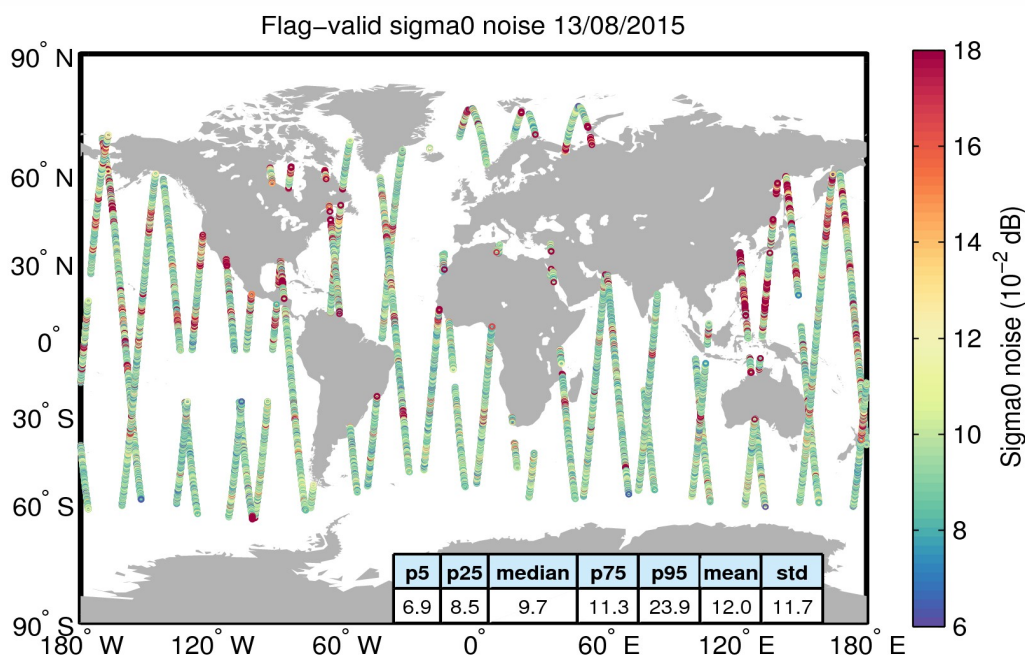 Flag−valid sigma0 noise 13/08/2015
90° N
60° N
30° N
0°
30° S
60° S
90° S
180° W
120° W
60° W
0°
60° E
120° E
180° E
18
16
14
12
10
8
6
Sigma0 noise (10⁻² dB)
p5 p25 median p75 p95 mean std
6.9 8.5 9.7 11.3 23.9 12.0 11.7